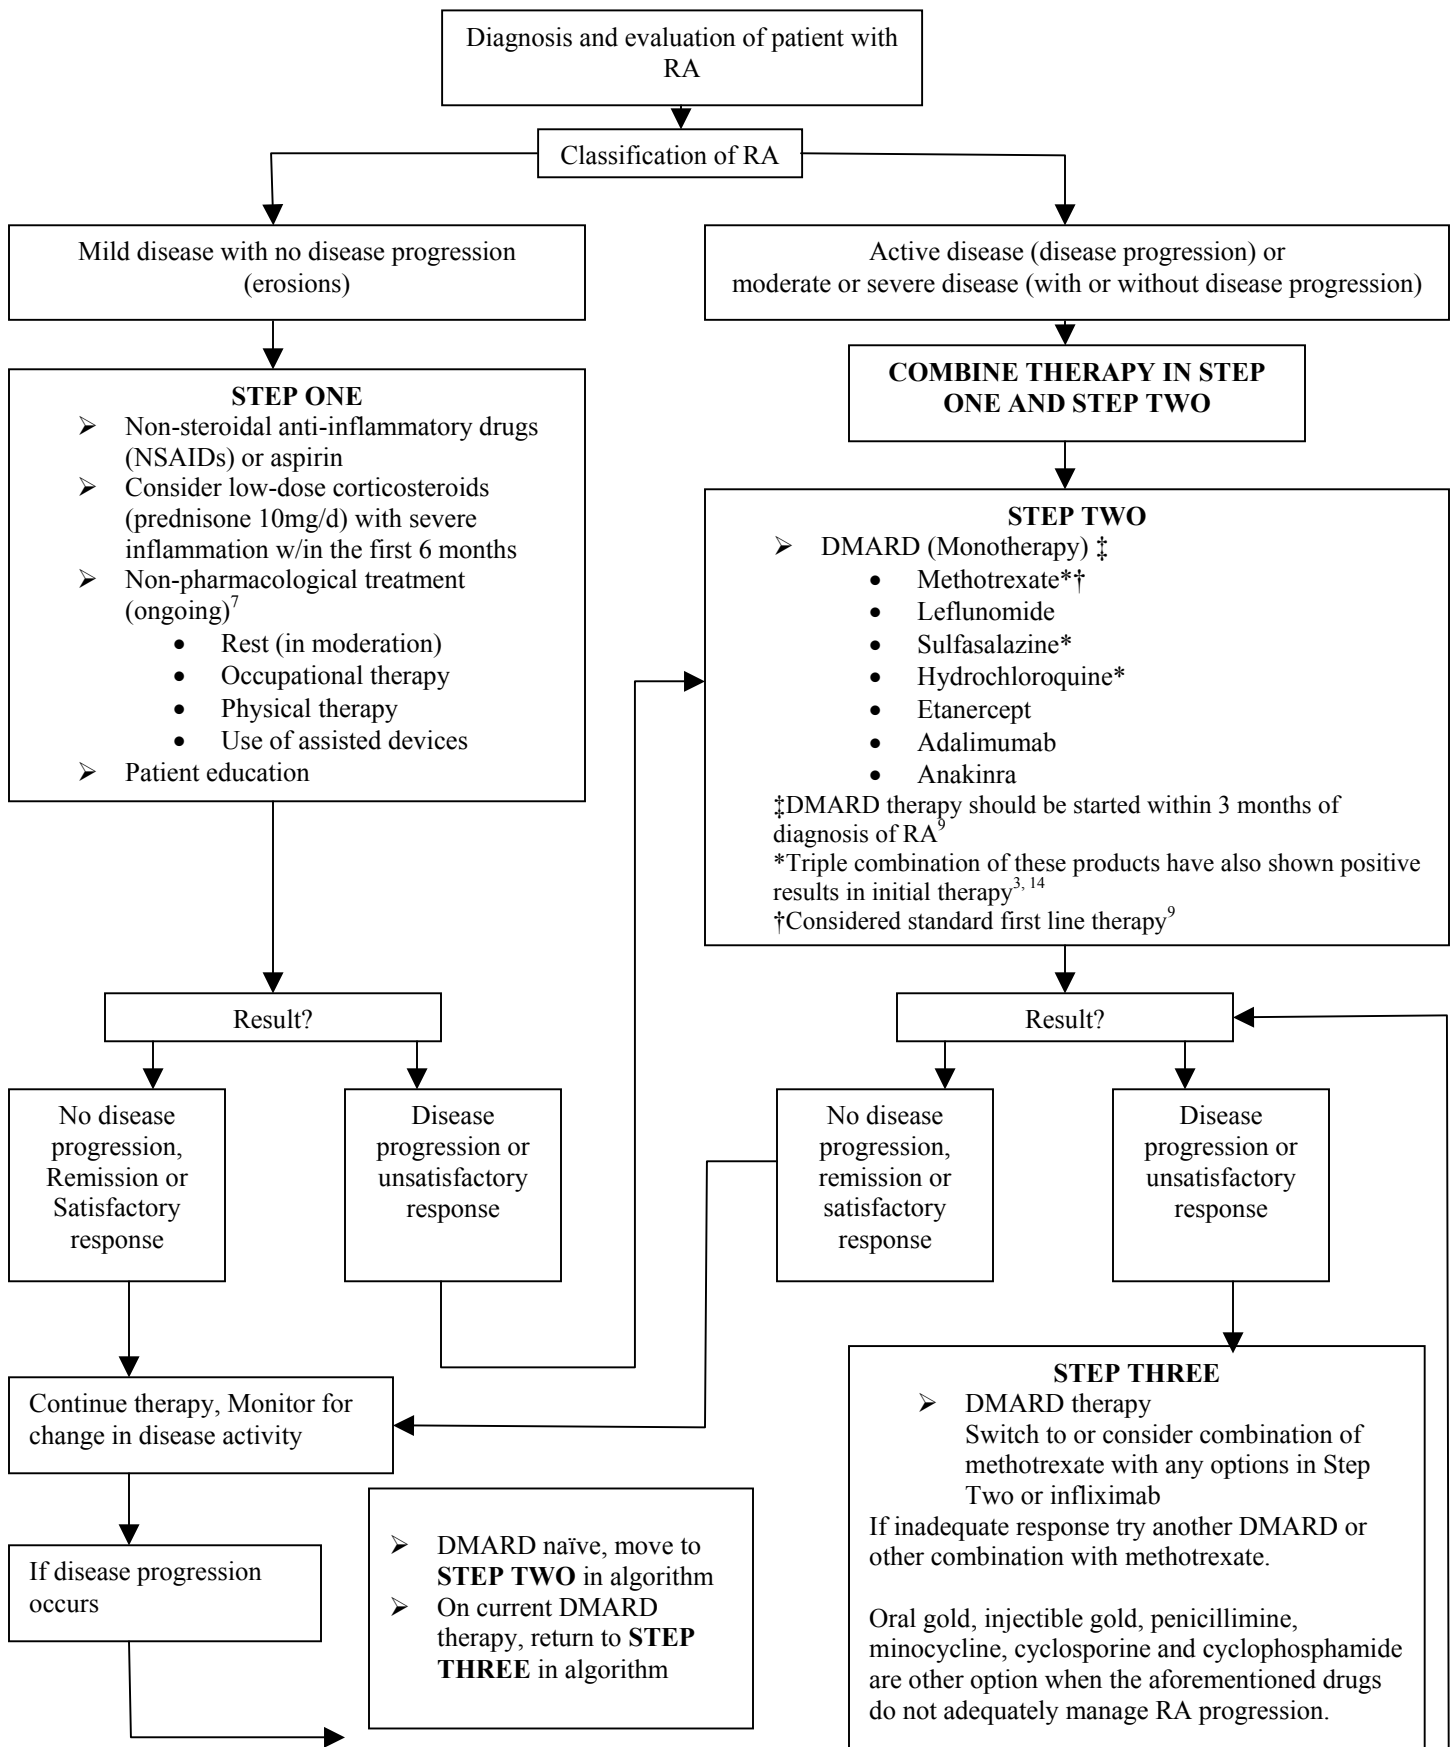 Diagnosis and evaluation of patient with
RA
Classification of RA
Mild disease with no disease progression
(erosions)
Active disease (disease progression) or
moderate or severe disease (with or without disease progression)
COMBINE THERAPY IN STEP
ONE AND STEP TWO
STEP ONE
➢ Non-steroidal anti-inflammatory drugs
(NSAIDs) or aspirin
➢ Consider low-dose corticosteroids
(prednisone 10mg/d) with severe
inflammation w/in the first 6 months
➢ Non-pharmacological treatment
(ongoing)⁷
• Rest (in moderation)
• Occupational therapy
• Physical therapy
• Use of assisted devices
➢ Patient education
STEP TWO
➢ DMARD (Monotherapy) ‡
• Methotrexate*†
• Leflunomide
• Sulfasalazine*
• Hydrochloroquine*
• Etanercept
• Adalimumab
• Anakinra
‡DMARD therapy should be started within 3 months of
diagnosis of RA⁹
*Triple combination of these products have also shown positive
results in initial therapy³, ¹⁴
†Considered standard first line therapy⁹
Result?
No disease
progression,
Remission or
Satisfactory
response
Disease
progression or
unsatisfactory
response
Result?
No disease
progression,
remission or
satisfactory
response
Disease
progression or
unsatisfactory
response
Continue therapy, Monitor for
change in disease activity
If disease progression
occurs
➢ DMARD naïve, move to
STEP TWO in algorithm
➢ On current DMARD
therapy, return to STEP
THREE in algorithm
STEP THREE
➢ DMARD therapy
Switch to or consider combination of
methotrexate with any options in Step
Two or infliximab
If inadequate response try another DMARD or
other combination with methotrexate.
Oral gold, injectible gold, penicillimine,
minocycline, cyclosporine and cyclophosphamide
are other option when the aforementioned drugs
do not adequately manage RA progression.